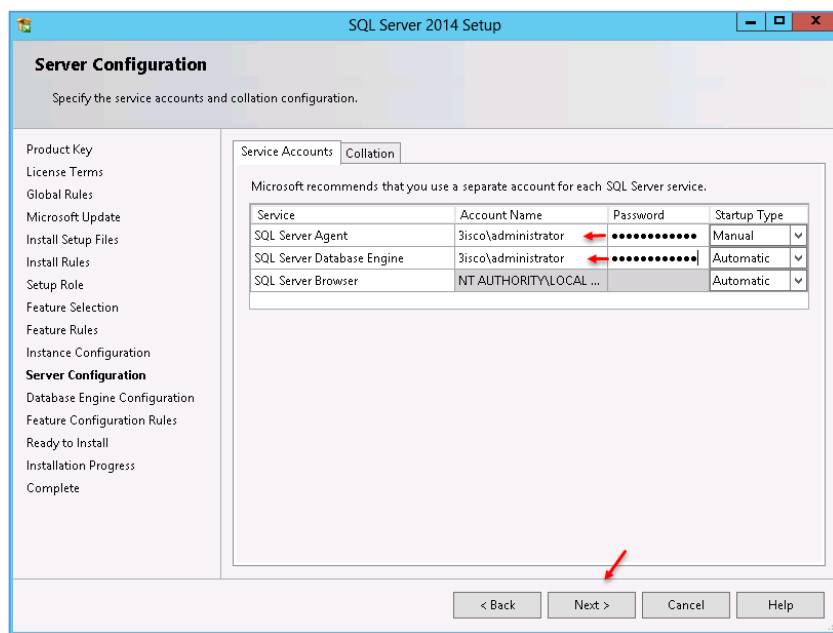 SQL Server 2014 Setup
Server Configuration
Specify the service accounts and collation configuration.
Product Key
License Terms
Global Rules
Microsoft Update
Install Setup Files
Install Rules
Setup Role
Feature Selection
Feature Rules
Instance Configuration
Server Configuration
Database Engine Configuration
Feature Configuration Rules
Ready to Install
Installation Progress
Complete
Service Accounts Collation
Microsoft recommends that you use a separate account for each SQL Server service.
Service Account Name Password Startup Type
SQL Server Agent 3isco\administrator ●●●●●●●●●●●● Manual
SQL Server Database Engine 3isco\administrator ●●●●●●●●●●●● Automatic
SQL Server Browser NT AUTHORITY\LOCAL ... Automatic
< Back Next > Cancel Help